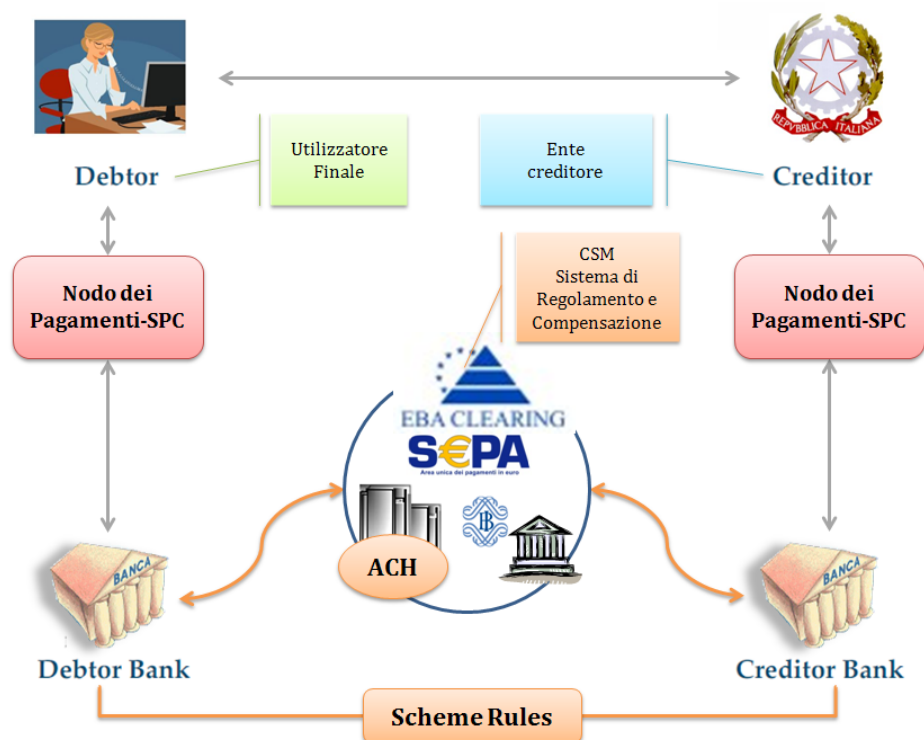 REPVBBLICA ITALIANA
Debtor
Utilizzatore
Finale
Ente
creditore
Creditor
CSM
Sistema di
Regolamento e
Compensazione
Nodo dei
Pagamenti-SPC
Nodo dei
Pagamenti-SPC
EBA CLEARING
S€PA
Area unica dei pagamenti in euro
BI
ACH
BANCA
BANCA
Debtor Bank
Creditor Bank
Scheme Rules